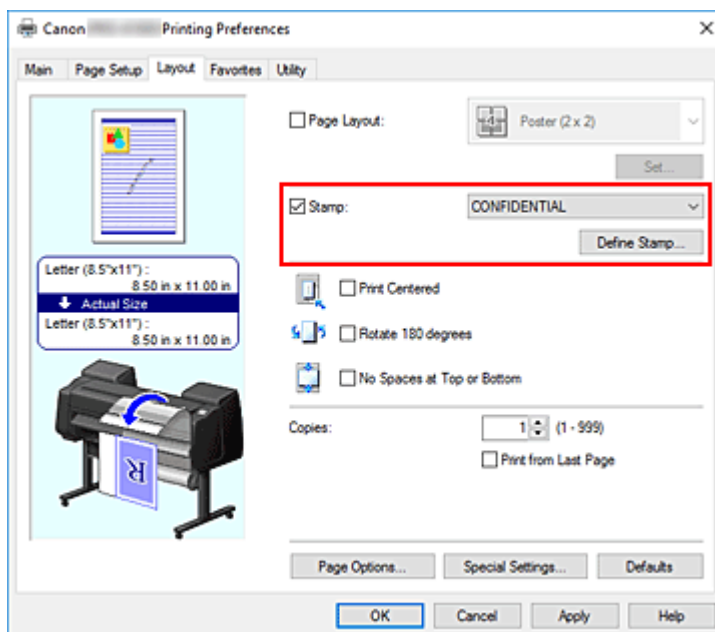 Canon Printing Preferences
Main Page Setup Layout Favorites Utility
Page Layout: Poster (2 x 2)
Set...
Stamp: CONFIDENTIAL
Define Stamp...
Letter (8.5"x11") :
8.50 in x 11.00 in
Actual Size
Letter (8.5"x11") :
8.50 in x 11.00 in
Print Centered
Rotate 180 degrees
No Spaces at Top or Bottom
Copies: 1 (1 - 999)
Print from Last Page
R
Page Options... Special Settings... Defaults
OK Cancel Apply Help